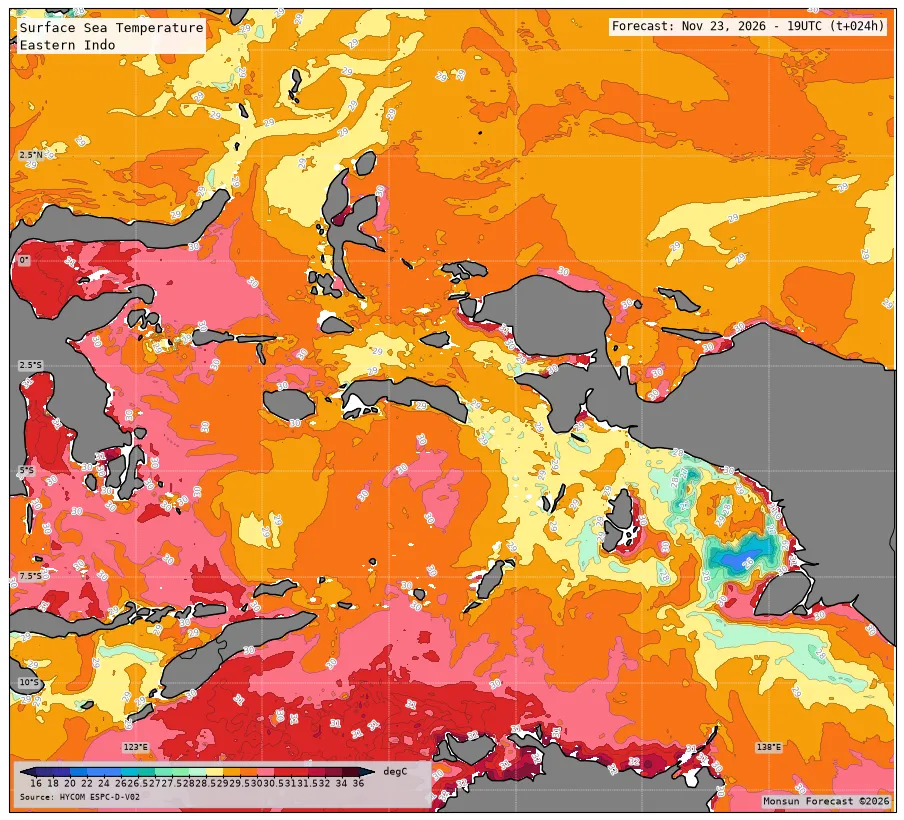 Surface Sea Temperature
Eastern Indo
Forecast: Nov 23, 2026 - 19UTC (t+024h)
2.5°N
0°
2.5°S
5°S
7.5°S
10°S
123°E
138°E
degC
16 18 20 22 24 26 26.5 27 27.5 28 28.5 29 29.5 30 30.5 31 31.5 32 34 36
Source: HYCOM ESPC-D-V02
Monsun Forecast ©2026